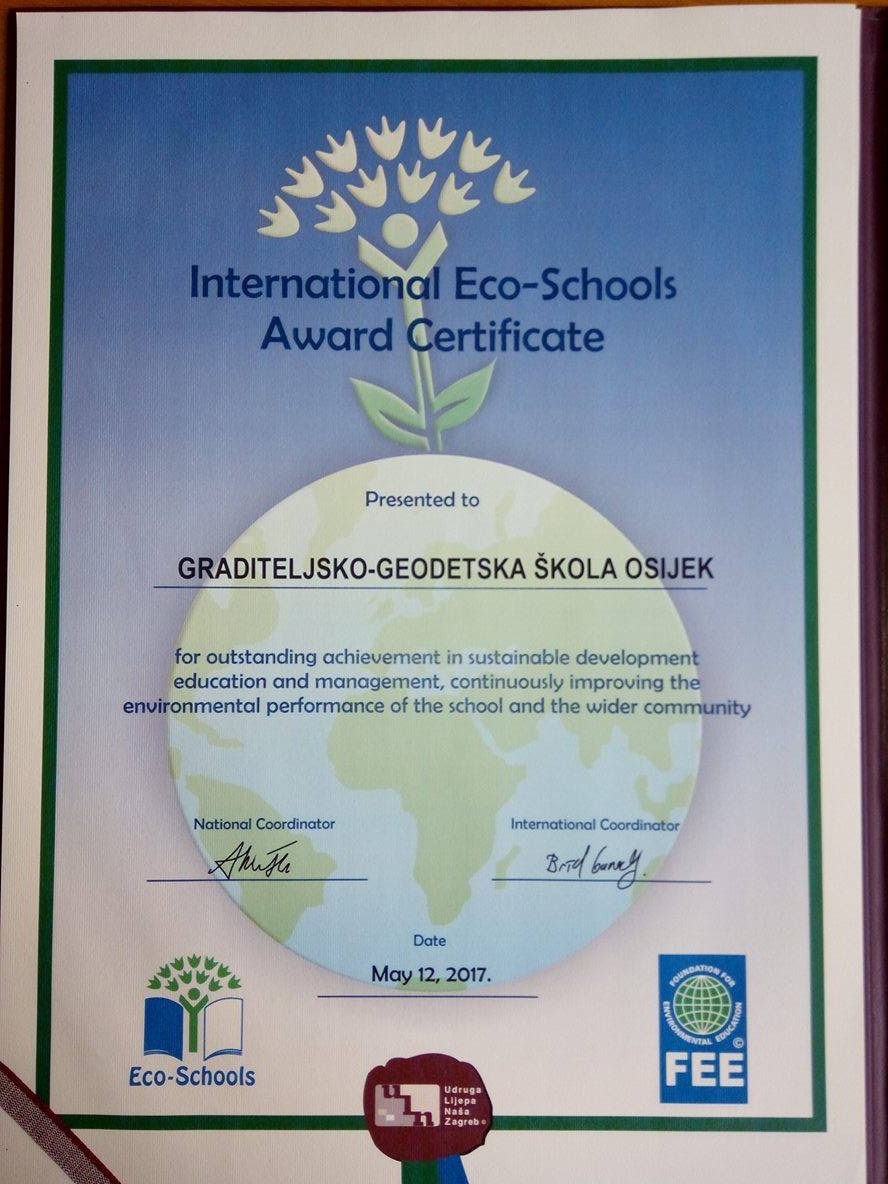 International Eco-Schools
Award Certificate
Presented to
GRADITELJSKO-GEODETSKA ŠKOLA OSIJEK
for outstanding achievement in sustainable development
education and management, continuously improving the
environmental performance of the school and the wider community
National Coordinator
International Coordinator
Date
May 12, 2017.
Eco-Schools
FOUNDATION FOR
ENVIRONMENTAL EDUCATION
©
FEE
uln
Udruga
Lijepa
Naša
Zagreb